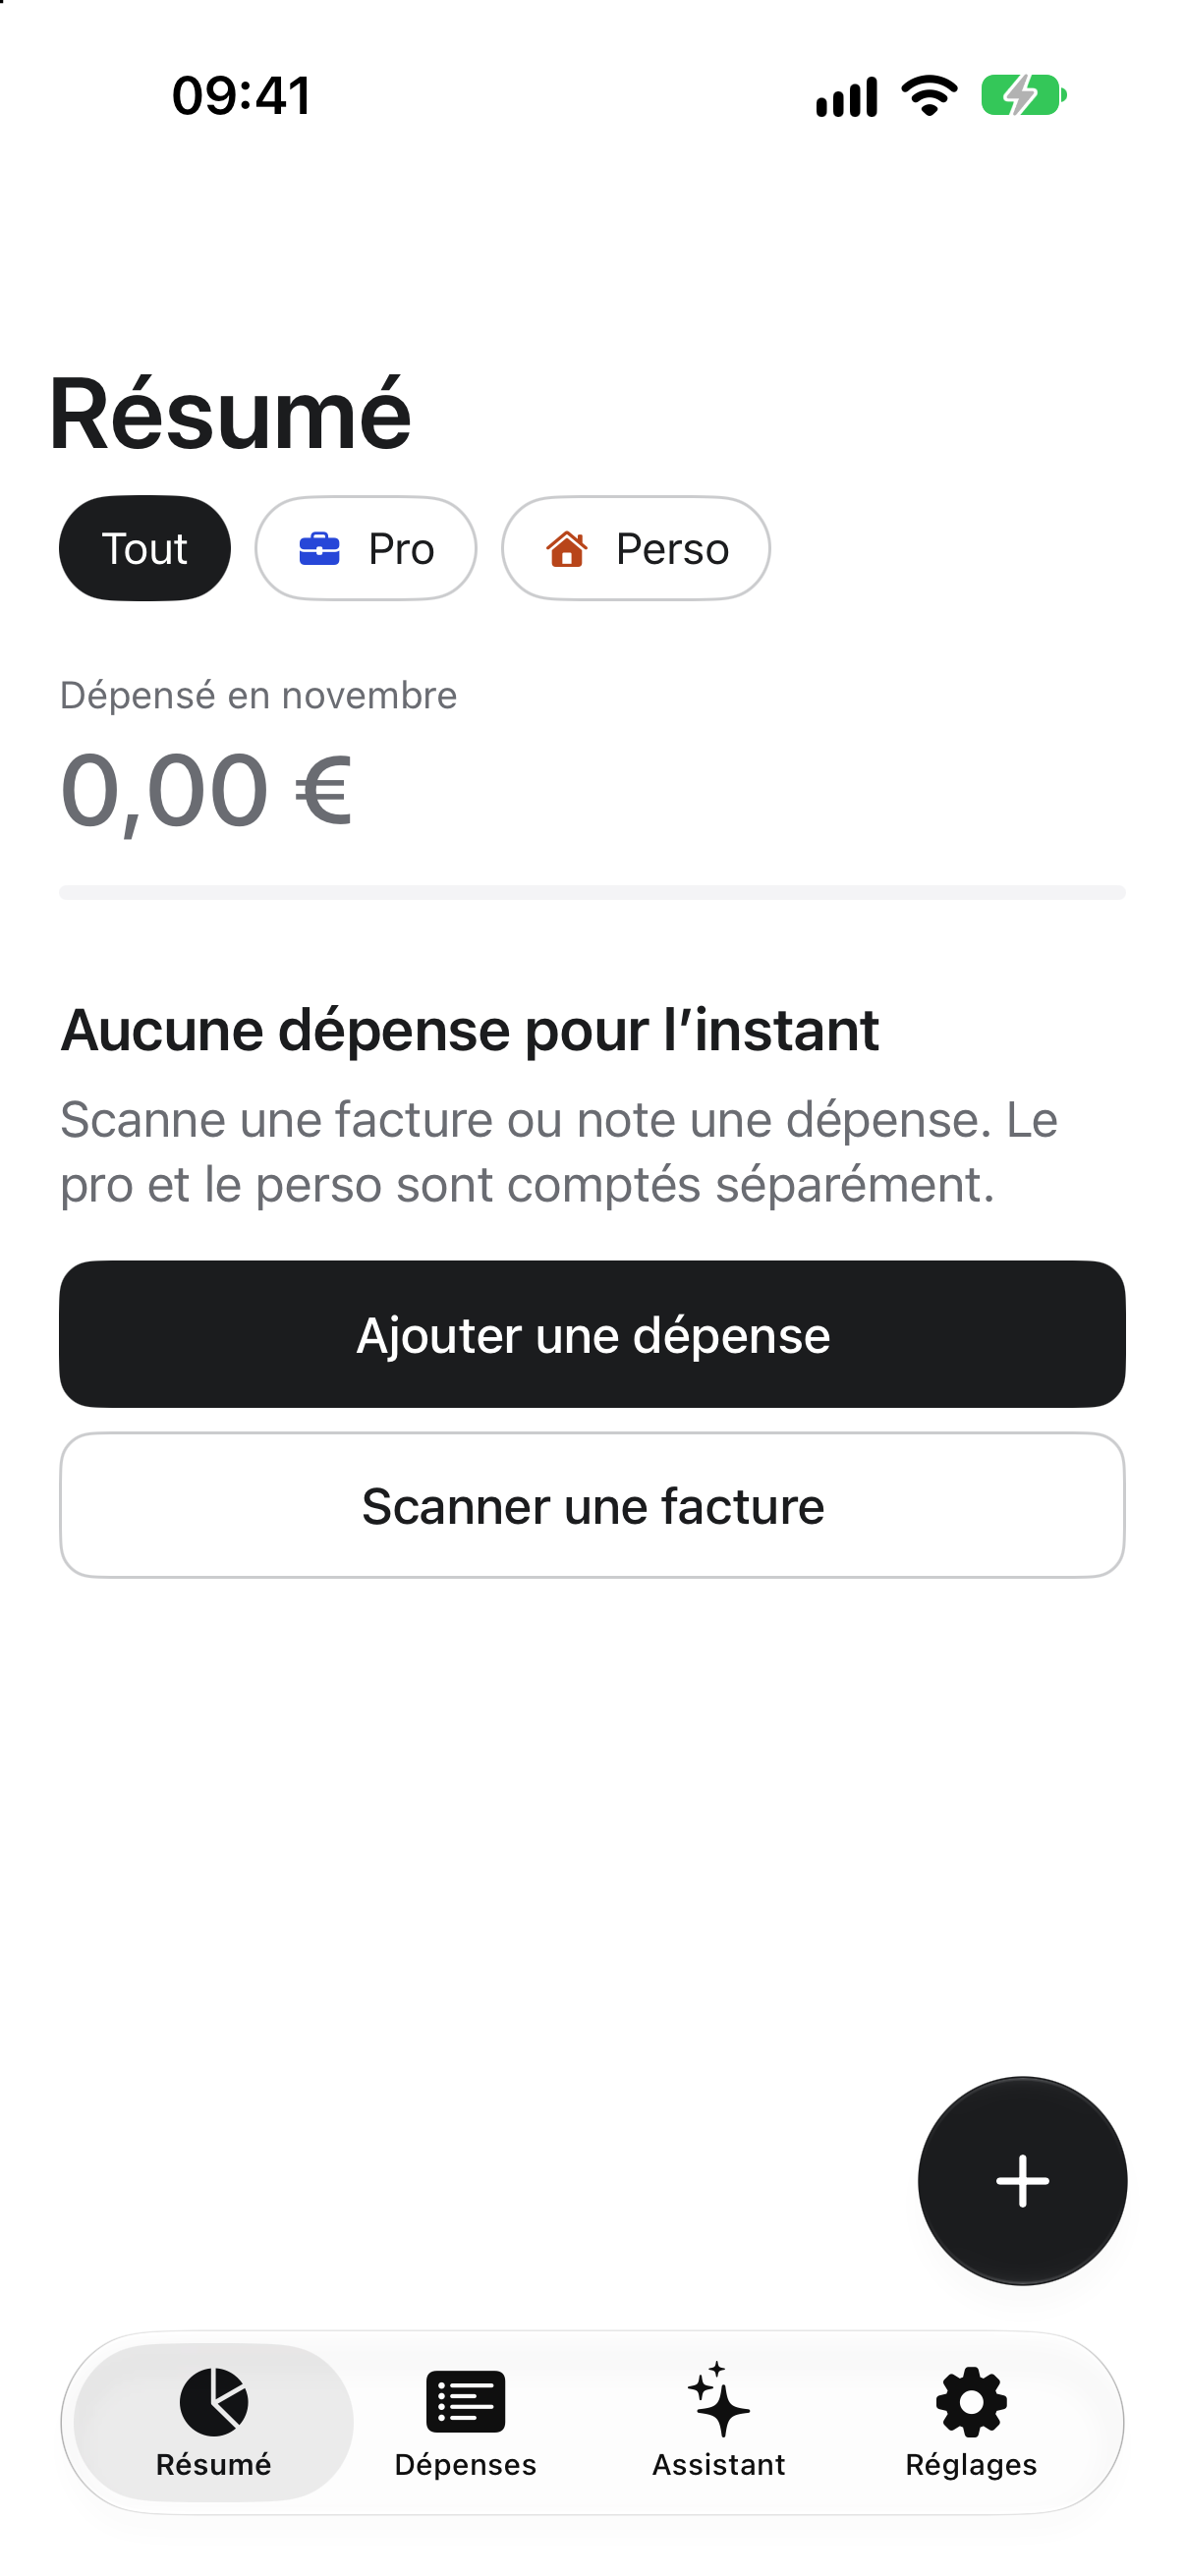 09:41
Résumé
Tout
Pro
Perso
Dépensé en novembre
0,00 €
Aucune dépense pour l’instant
Scanne une facture ou note une dépense. Le
pro et le perso sont comptés séparément.
Ajouter une dépense
Scanner une facture
Résumé
Dépenses
Assistant
Réglages